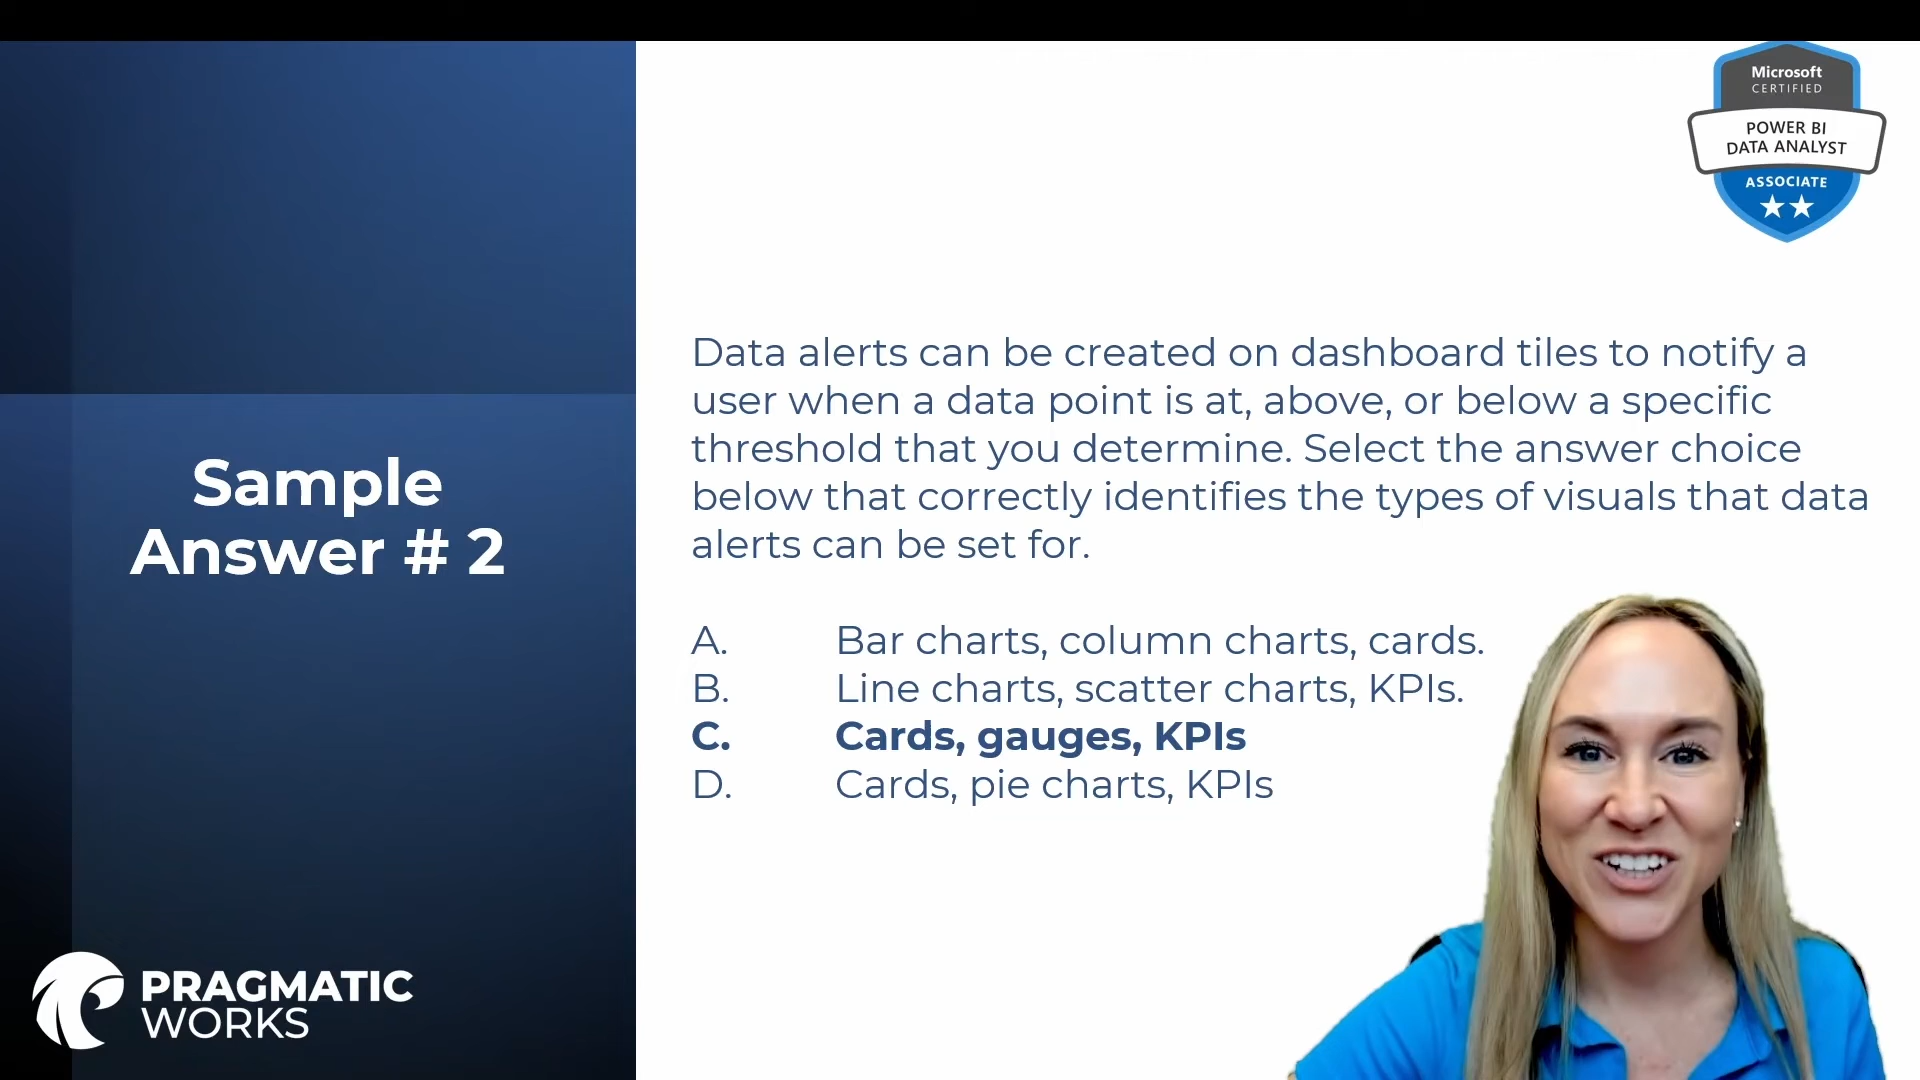 Microsoft
CERTIFIED
POWER BI
DATA ANALYST
ASSOCIATE
Sample
Answer # 2
Data alerts can be created on dashboard tiles to notify a
user when a data point is at, above, or below a specific
threshold that you determine. Select the answer choice
below that correctly identifies the types of visuals that data
alerts can be set for.
A. Bar charts, column charts, cards.
B. Line charts, scatter charts, KPIs.
C. Cards, gauges, KPIs
D. Cards, pie charts, KPIs
PRAGMATIC
WORKS